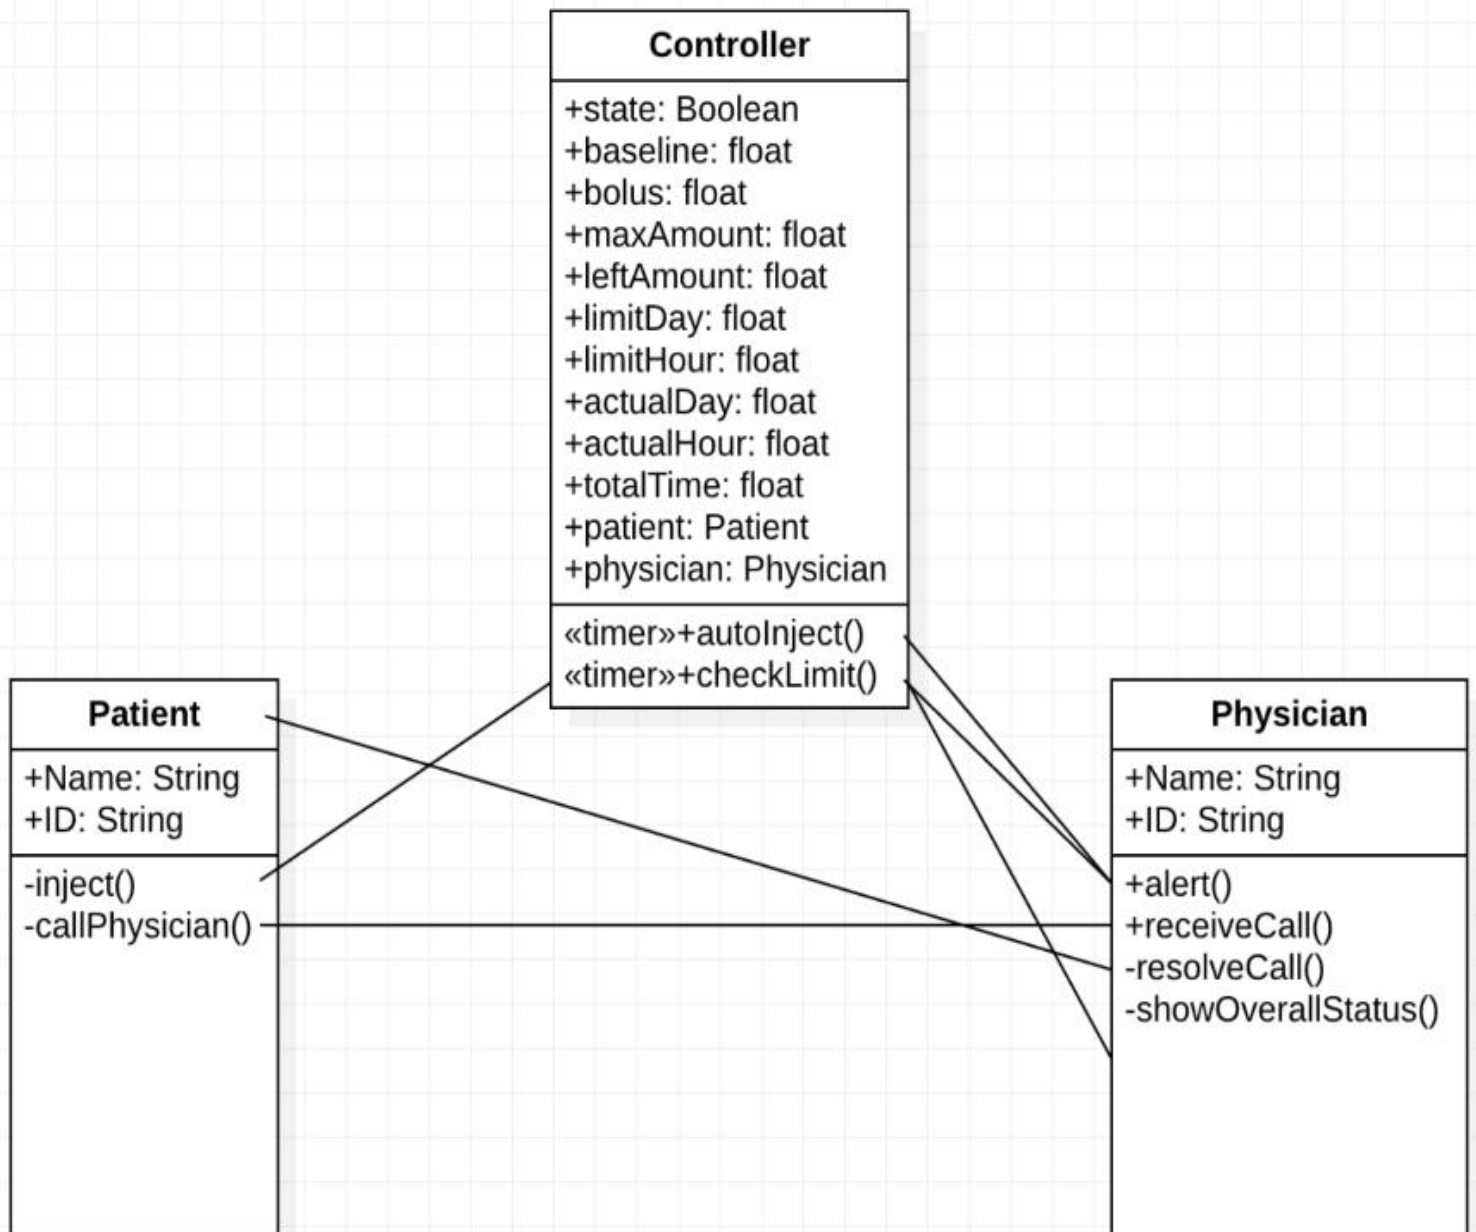 Controller
+state: Boolean
+baseline: float
+bolus: float
+maxAmount: float
+leftAmount: float
+limitDay: float
+limitHour: float
+actualDay: float
+actualHour: float
+totalTime: float
+patient: Patient
+physician: Physician
«timer»+autoInject()
«timer»+checkLimit()
Patient
+Name: String
+ID: String
-inject()
-callPhysician()
Physician
+Name: String
+ID: String
+alert()
+receiveCall()
-resolveCall()
-showOverallStatus()